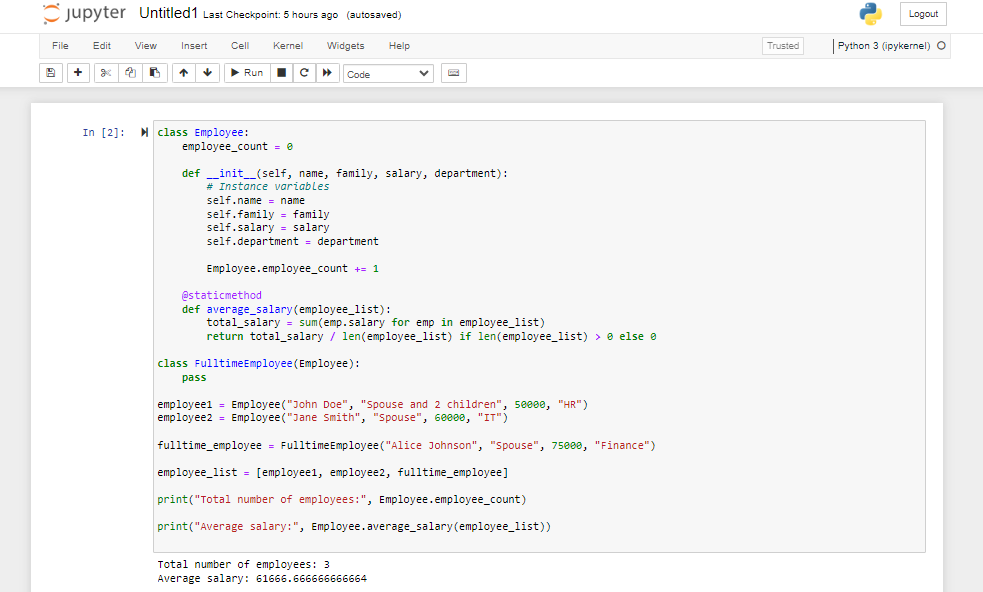 jupyter Untitled1 Last Checkpoint: 5 hours ago (autosaved) Logout
File Edit View Insert Cell Kernel Widgets Help Trusted Python 3 (ipykernel)
Run Code
In [2]: class Employee:
    employee_count = 0

    def __init__(self, name, family, salary, department):
        # Instance variables
        self.name = name
        self.family = family
        self.salary = salary
        self.department = department

        Employee.employee_count += 1

    @staticmethod
    def average_salary(employee_list):
        total_salary = sum(emp.salary for emp in employee_list)
        return total_salary / len(employee_list) if len(employee_list) > 0 else 0

class FulltimeEmployee(Employee):
    pass

employee1 = Employee("John Doe", "Spouse and 2 children", 50000, "HR")
employee2 = Employee("Jane Smith", "Spouse", 60000, "IT")

fulltime_employee = FulltimeEmployee("Alice Johnson", "Spouse", 75000, "Finance")

employee_list = [employee1, employee2, fulltime_employee]

print("Total number of employees:", Employee.employee_count)

print("Average salary:", Employee.average_salary(employee_list))

Total number of employees: 3
Average salary: 61666.666666666664